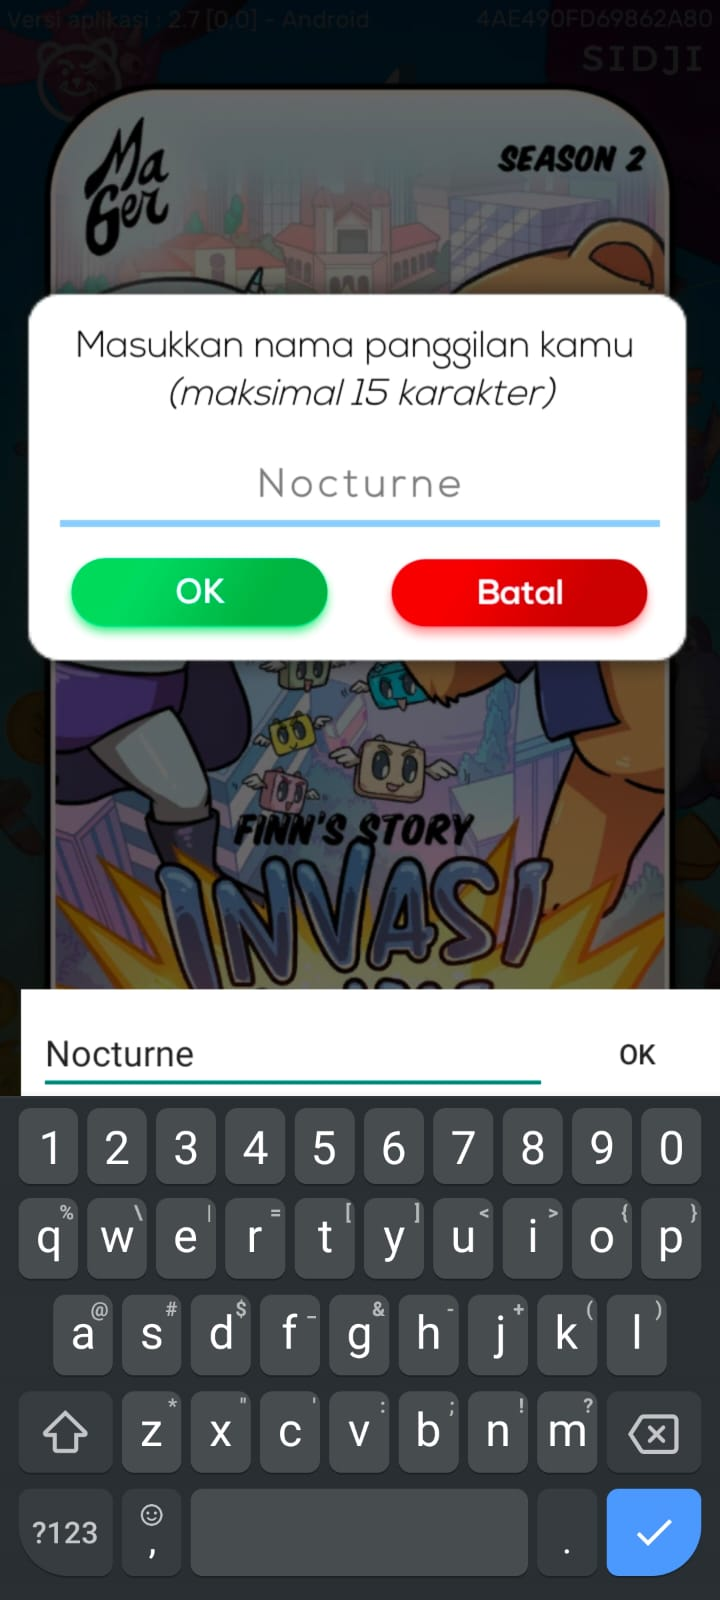 Versi aplikasi : 2.7 [0,0] - Android
4AE490FD69862A80
SIDJI
Ma
Ger
SEASON 2
Masukkan nama panggilan kamu
(maksimal 15 karakter)
Nocturne
OK
Batal
FINN'S STORY
INVASI
Nocturne
OK
1 2 3 4 5 6 7 8 9 0
% \ | = [ ] < > { }
q w e r t y u i o p
@ # $ _ & - + ( )
a s d f g h j k l
* " ' : ; ! ?
z x c v b n m
?123 , .